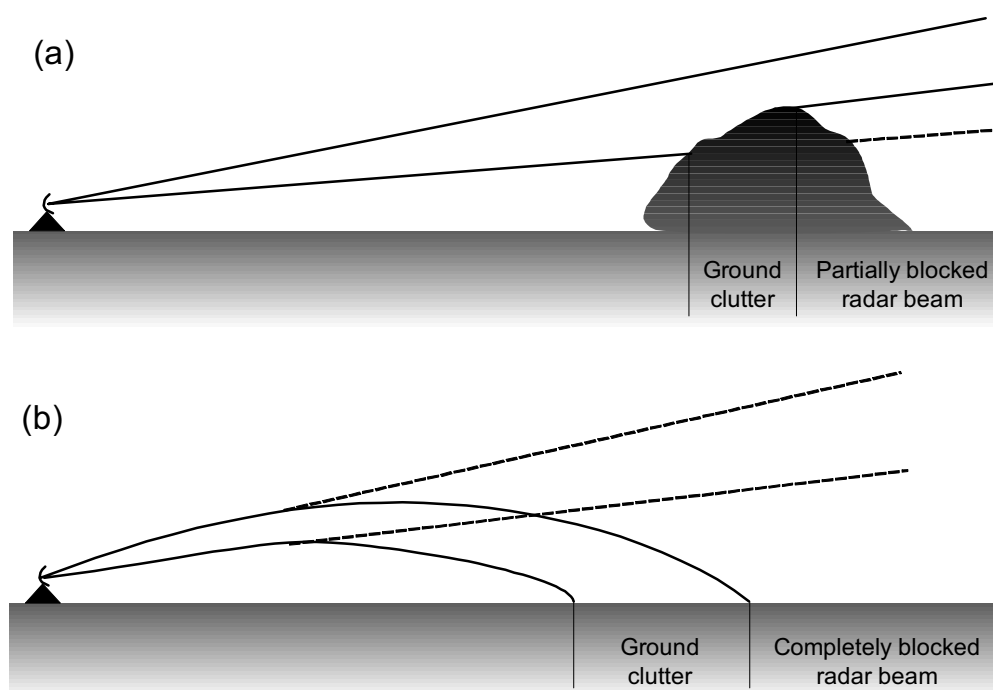 (a)
Ground
clutter
Partially blocked
radar beam
(b)
Ground
clutter
Completely blocked
radar beam